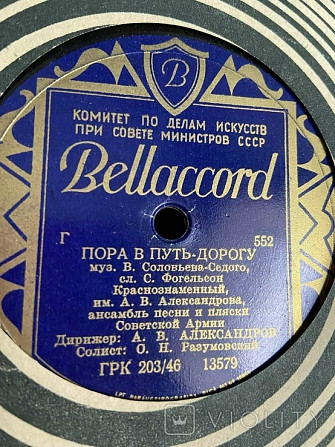 B
КОМИТЕТ ПО ДЕЛАМ ИСКУССТВ
ПРИ СОВЕТЕ МИНИСТРОВ СССР
Bellaccord
Г 552
ПОРА В ПУТЬ-ДОРОГУ
муз. В. Соловьева-Седого,
сл. С. Фогельсон
Краснознаменный,
им. А. В. Александрова,
ансамбль песни и пляски
Советской Армии
Дирижер: А. В. АЛЕКСАНДРОВ
Солист: О. Н. Разумовский
ГРК 203/46 13579
VIOLITY